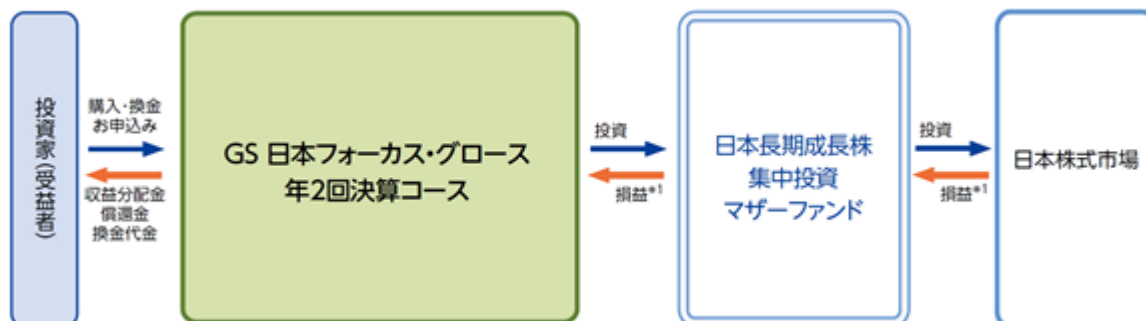 投資家(受益者)
購入・換金
お申込み
収益分配金
償還金
換金代金
GS 日本フォーカス・グロース
年2回決算コース
投資
損益*1
日本長期成長株
集中投資
マザーファンド
投資
損益*1
日本株式市場